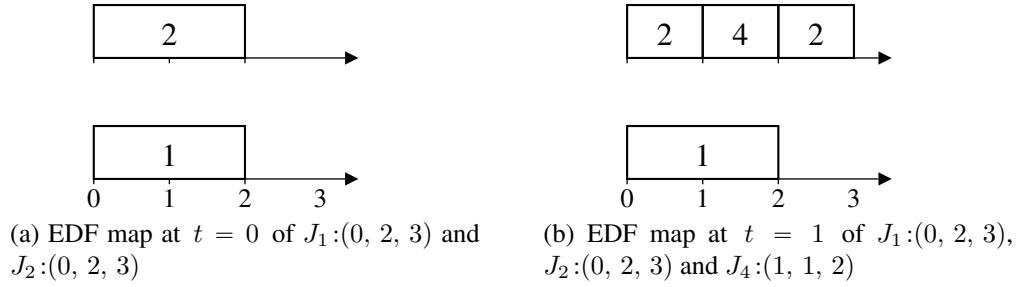 2
1
0 1 2 3
(a) EDF map at t = 0 of J1:(0, 2, 3) and
J2:(0, 2, 3)
2 4 2
1
0 1 2 3
(b) EDF map at t = 1 of J1:(0, 2, 3),
J2:(0, 2, 3) and J4:(1, 1, 2)